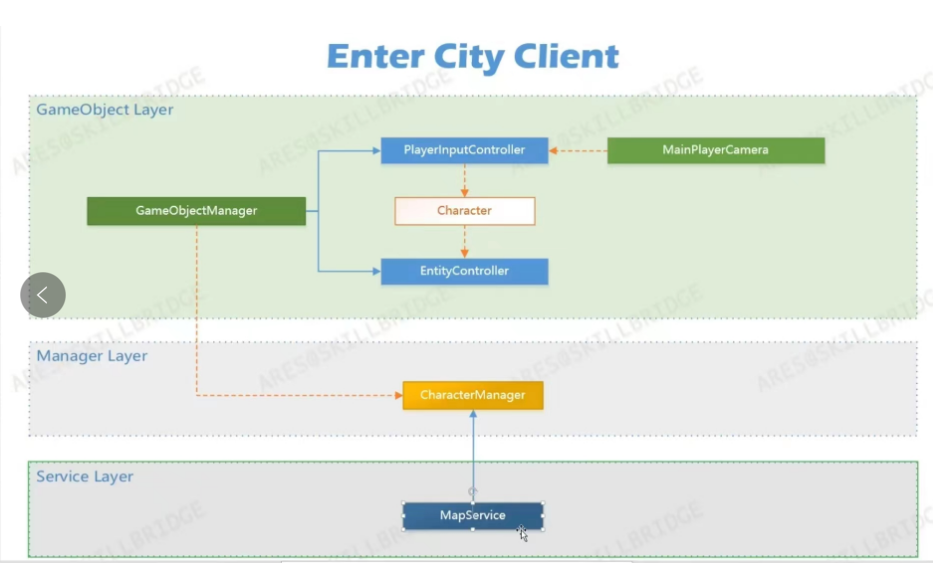 Enter City Client
GameObject Layer
PlayerInputController
MainPlayerCamera
GameObjectManager
Character
EntityController
Manager Layer
CharacterManager
Service Layer
MapService
ARES@SKILLBRIDGE